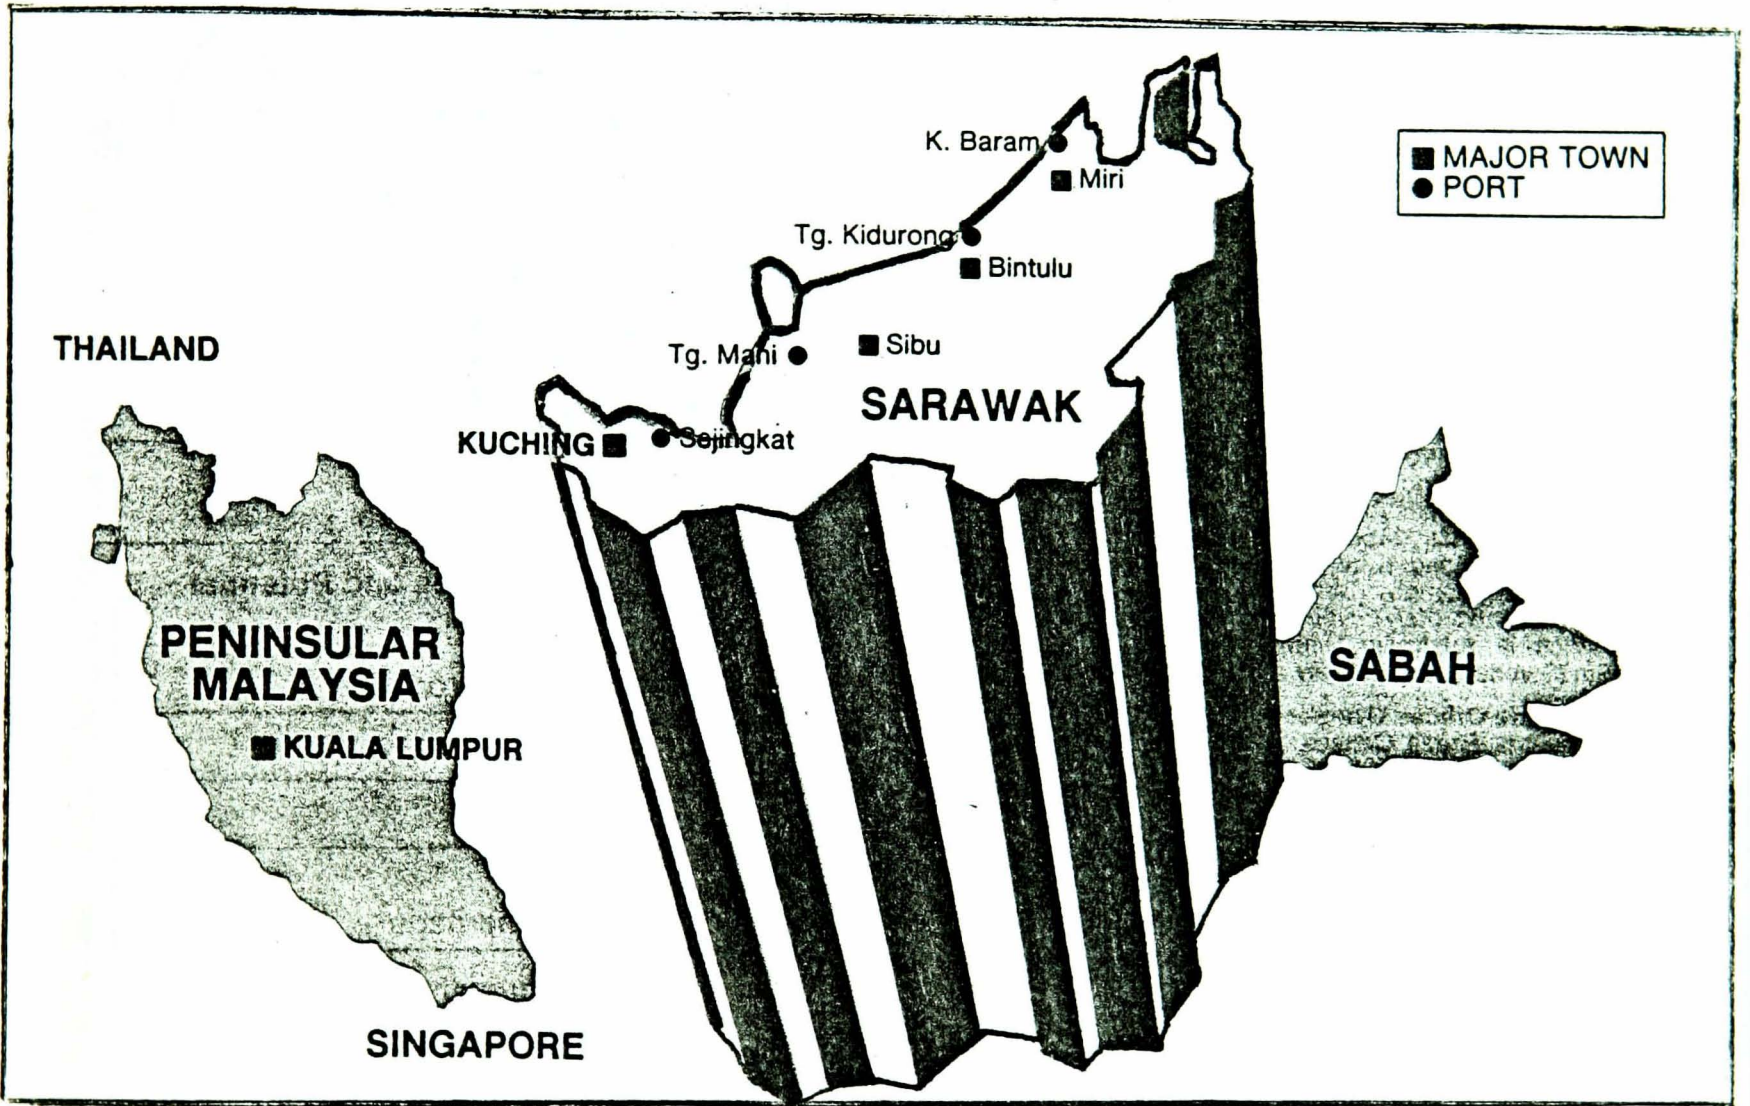 K. Baram
Miri
MAJOR TOWN
PORT
Tg. Kidurong
Bintulu
THAILAND
Tg. Mani
Sibu
SARAWAK
KUCHING
Sejingkat
PENINSULAR
MALAYSIA
SABAH
KUALA LUMPUR
SINGAPORE